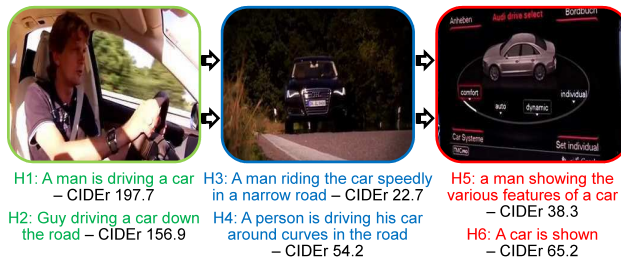 Anheben
Audi drive select
Bordbuch
comfort
auto
dynamic
individual
Car Systeme
Set individual
H1: A man is driving a car
– CIDEr 197.7
H2: Guy driving a car down
the road – CIDEr 156.9
H3: A man riding the car speedly
in a narrow road – CIDEr 22.7
H4: A person is driving his car
around curves in the road
– CIDEr 54.2
H5: a man showing the
various features of a car
– CIDEr 38.3
H6: A car is shown
– CIDEr 65.2